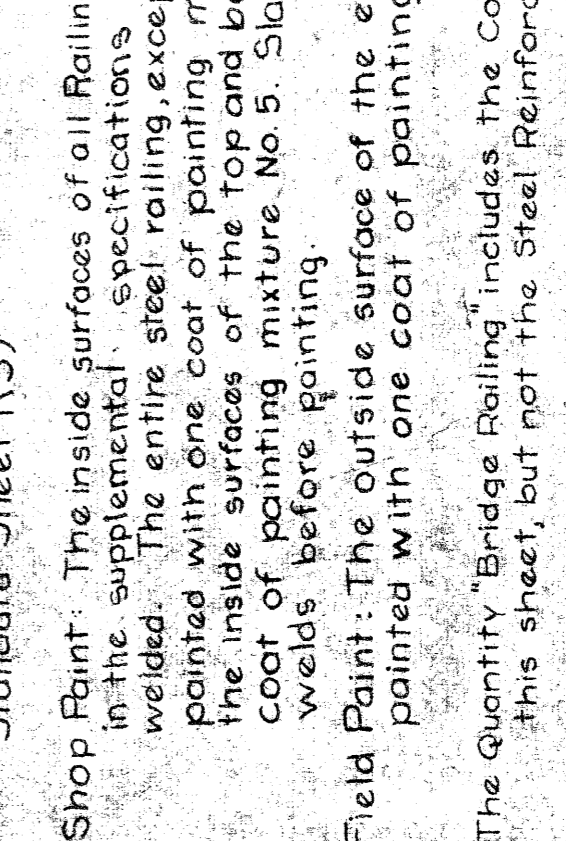 Standard Sheet 1(S)
Shop Paint: The inside surfaces of all Railin
in the supplemental specifications
welded. The entire steel railing, excep
painted with one coat of painting m
the inside surfaces of the top and bo
coat of painting mixture No. 5. Sla
welds before painting.
Field Paint: The outside surface of the e
painted with one coat of painting
The Quantity "Bridge Railing" includes the Co
this sheet, but not the Steel Reinforc